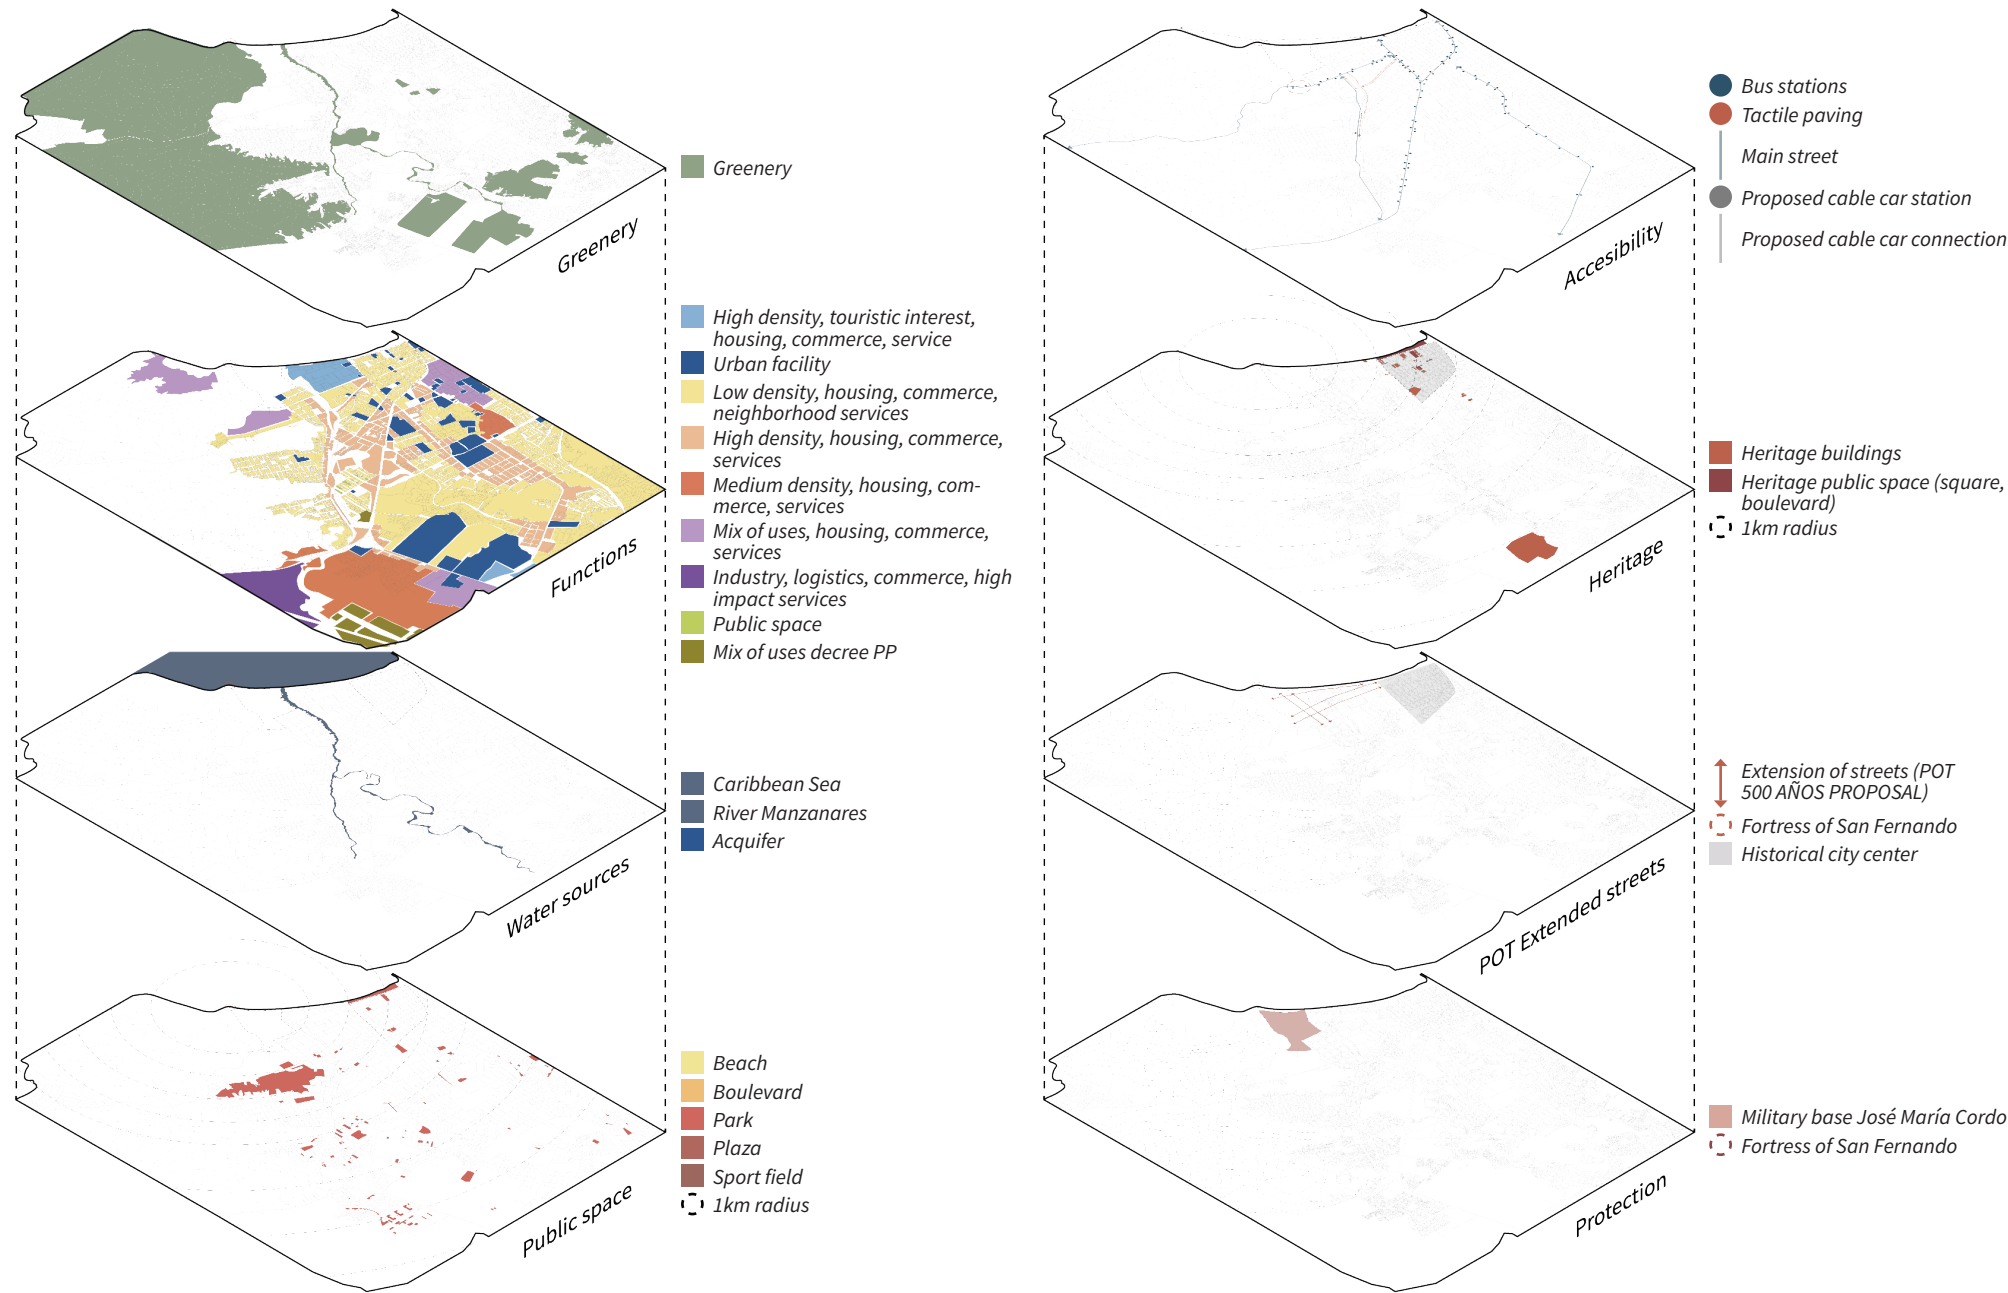 Greenery
Greenery
High density, touristic interest,
housing, commerce, service
Urban facility
Low density, housing, commerce,
neighborhood services
High density, housing, commerce,
services
Medium density, housing, com-
merce, services
Mix of uses, housing, commerce,
services
Industry, logistics, commerce, high
impact services
Public space
Mix of uses decree PP
Functions
Caribbean Sea
River Manzanares
Acquifer
Water sources
Beach
Boulevard
Park
Plaza
Sport field
1km radius
Public space
Bus stations
Tactile paving
Main street
Proposed cable car station
Proposed cable car connection
Accesibility
Heritage buildings
Heritage public space (square,
boulevard)
1km radius
Heritage
Extension of streets (POT
500 AÑOS PROPOSAL)
Fortress of San Fernando
Historical city center
POT Extended streets
Military base José María Cordo
Fortress of San Fernando
Protection